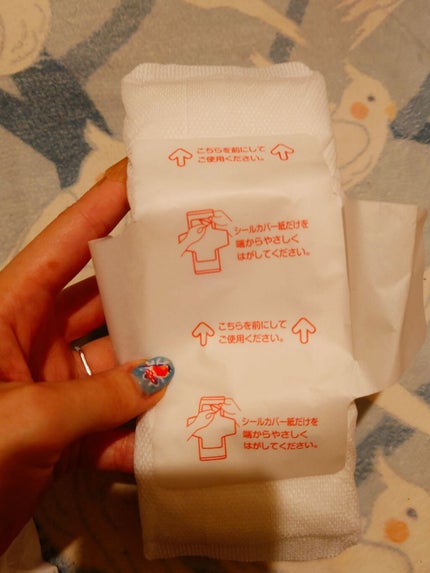 こちらを前にして
ご使用ください。
シールカバー紙だけを
端からやさしく
はがしてください。
こちらを前にして
ご使用ください。
シールカバー紙だけを
端からやさしく
はがしてください。